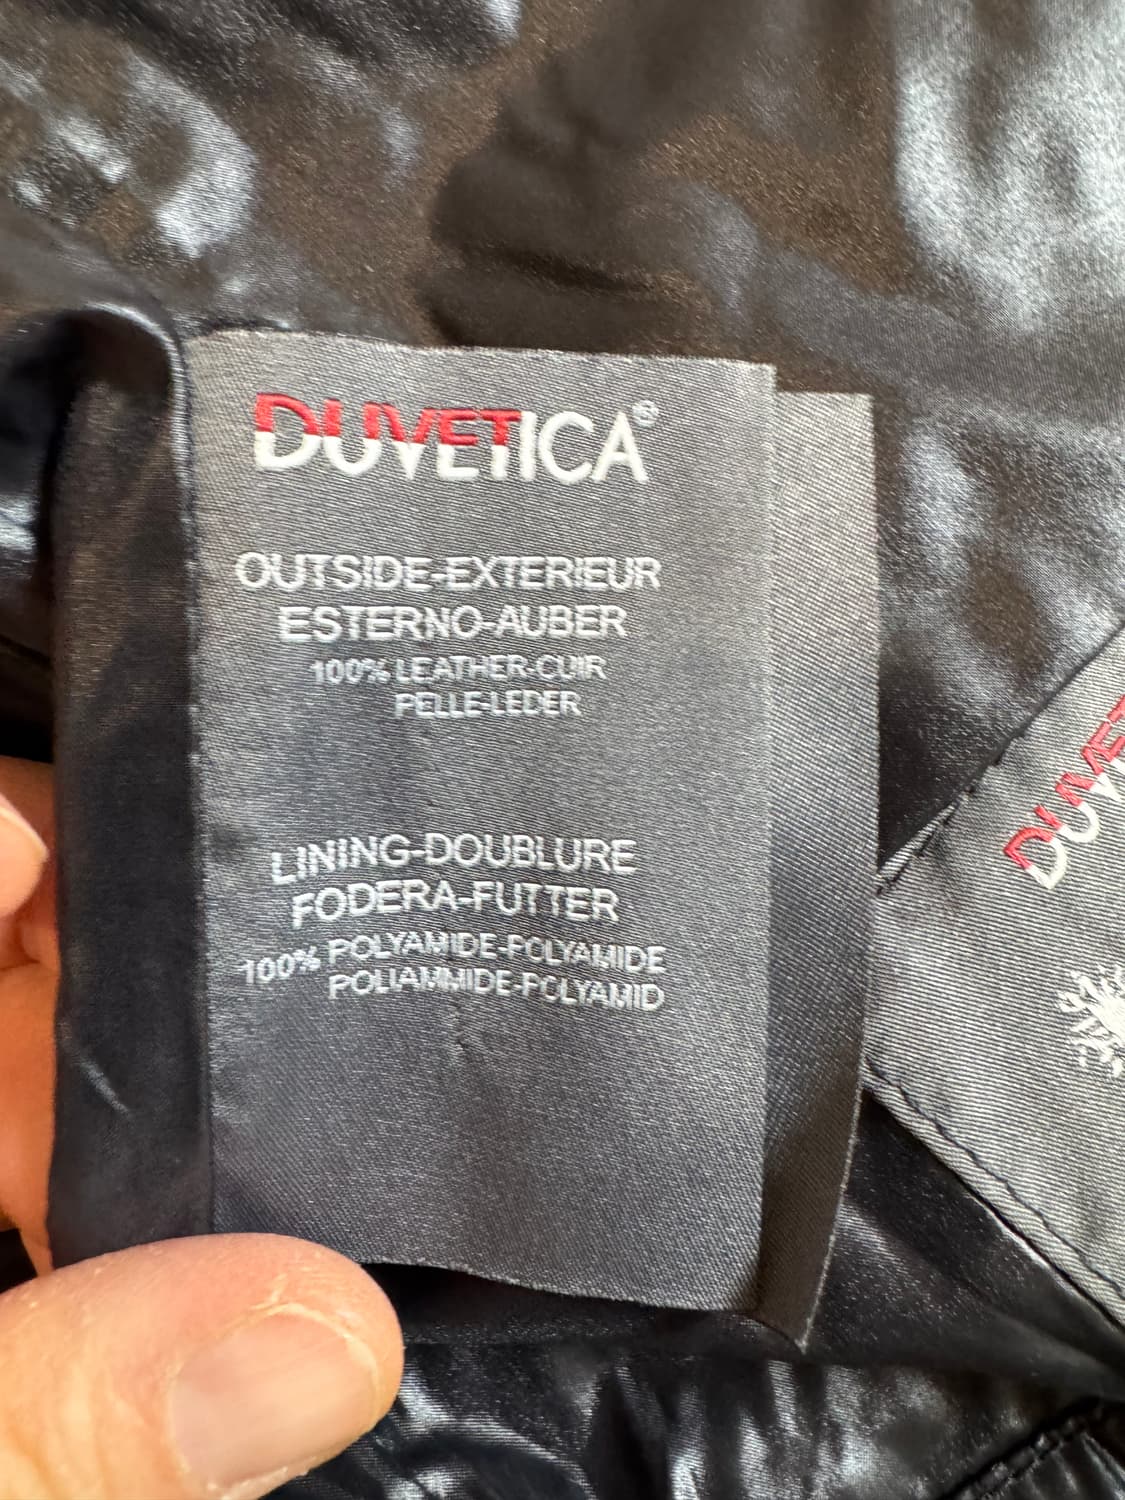 DUVETICA®
OUTSIDE-EXTERIEUR
ESTERNO-AUBER
100% LEATHER-CUIR
PELLE-LEDER
LINING-DOUBLURE
FODERA-FUTTER
100% POLYAMIDE-POLYAMIDE
POLIAMMIDE-POLYAMID
DUVET